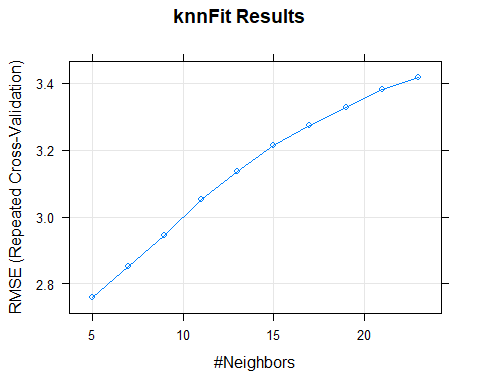 knnFit Results
RMSE (Repeated Cross-Validation)
3.4
3.2
3.0
2.8
5
10
15
20
#Neighbors